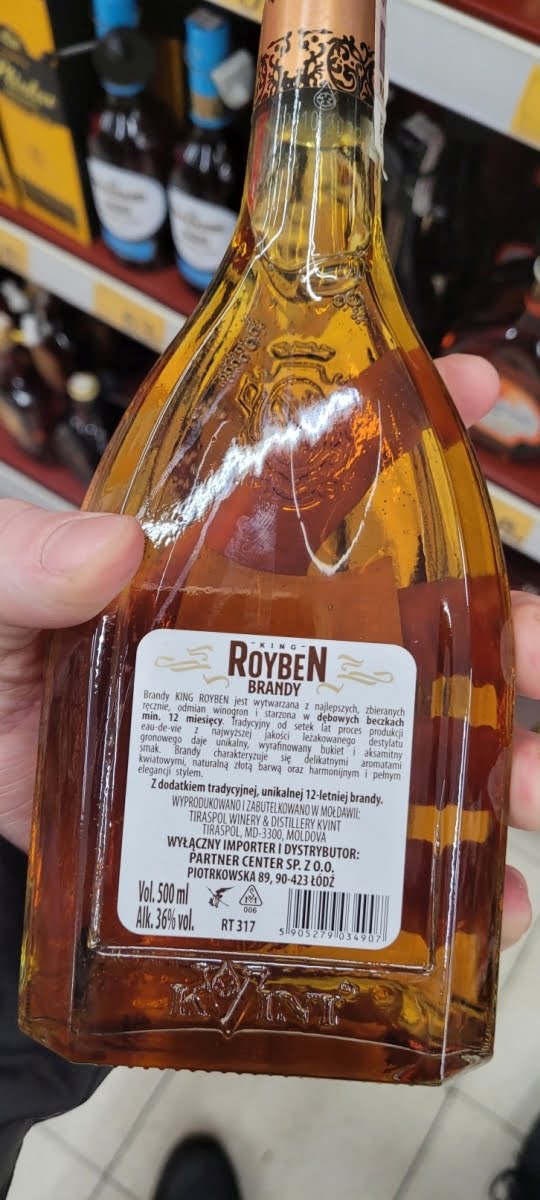 -KING-
ROYBEN
BRANDY
Brandy KING ROYBEN jest wytwarzana z najlepszych, zbieranych
ręcznie, odmian winogron i starzona w dębowych beczkach
min. 12 miesięcy. Tradycyjny od setek lat proces produkcji
eau-de-vie z najwyższej jakości leżakowanego destylatu
gronowego daje unikalny, wyrafinowany bukiet i aksamitny
smak. Brandy charakteryzuje się delikatnymi aromatami
kwiatowymi, naturalną złotą barwą oraz harmonijnym i pełnym
elegancji stylem.
Z dodatkiem tradycyjnej, unikalnej 12-letniej brandy.
WYPRODUKOWANO I ZABUTELKOWANO W MOŁDAWII:
TIRASPOL WINERY & DISTILLERY KVINT
TIRASPOL, MD-3300, MOLDOVA
WYŁĄCZNY IMPORTER I DYSTRYBUTOR:
PARTNER CENTER SP. Z O.O.
PIOTRKOWSKA 89, 90-423 ŁÓDŹ
Vol. 500 ml
Alk. 36% vol.
006
RT 317
5 905279 034907
KVINT